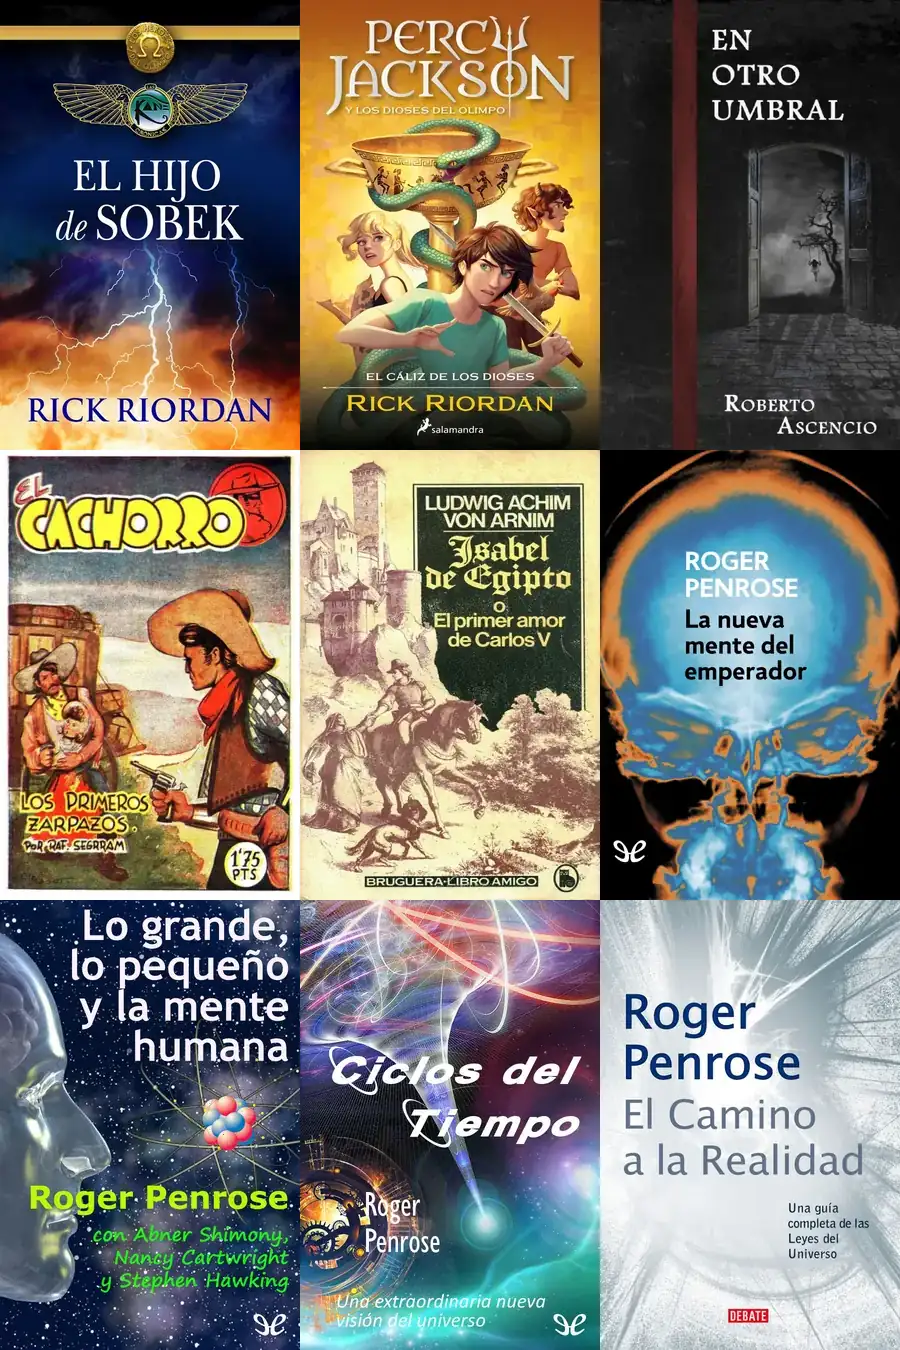 KANE
CRÓNICAS
EL HIJO
de SOBEK
RICK RIORDAN
PERCY
JACKSON
Y LOS DIOSES DEL OLIMPO
EL CÁLIZ DE LOS DIOSES
RICK RIORDAN
salamandra
EN
OTRO
UMBRAL
ROBERTO
ASCENCIO
EL
CACHORRO
LOS PRIMEROS
ZARPAZOS.
POR RAF. SEGRRAM
1'75
PTS
LUDWIG ACHIM
VON ARNIM
Isabel
de Egipto
o
El primer amor
de Carlos V
BRUGUERA-LIBRO AMIGO
ROGER
PENROSE
La nueva
mente del
emperador
Lo grande,
lo pequeño
y la mente
humana
Roger Penrose
con Abner Shimony,
Nancy Cartwright
y Stephen Hawking
Ciclos del
Tiempo
Roger
Penrose
Una extraordinaria nueva
visión del universo
Roger
Penrose
El Camino
a la Realidad
Una guía
completa de las
Leyes del
Universo
DEBATE